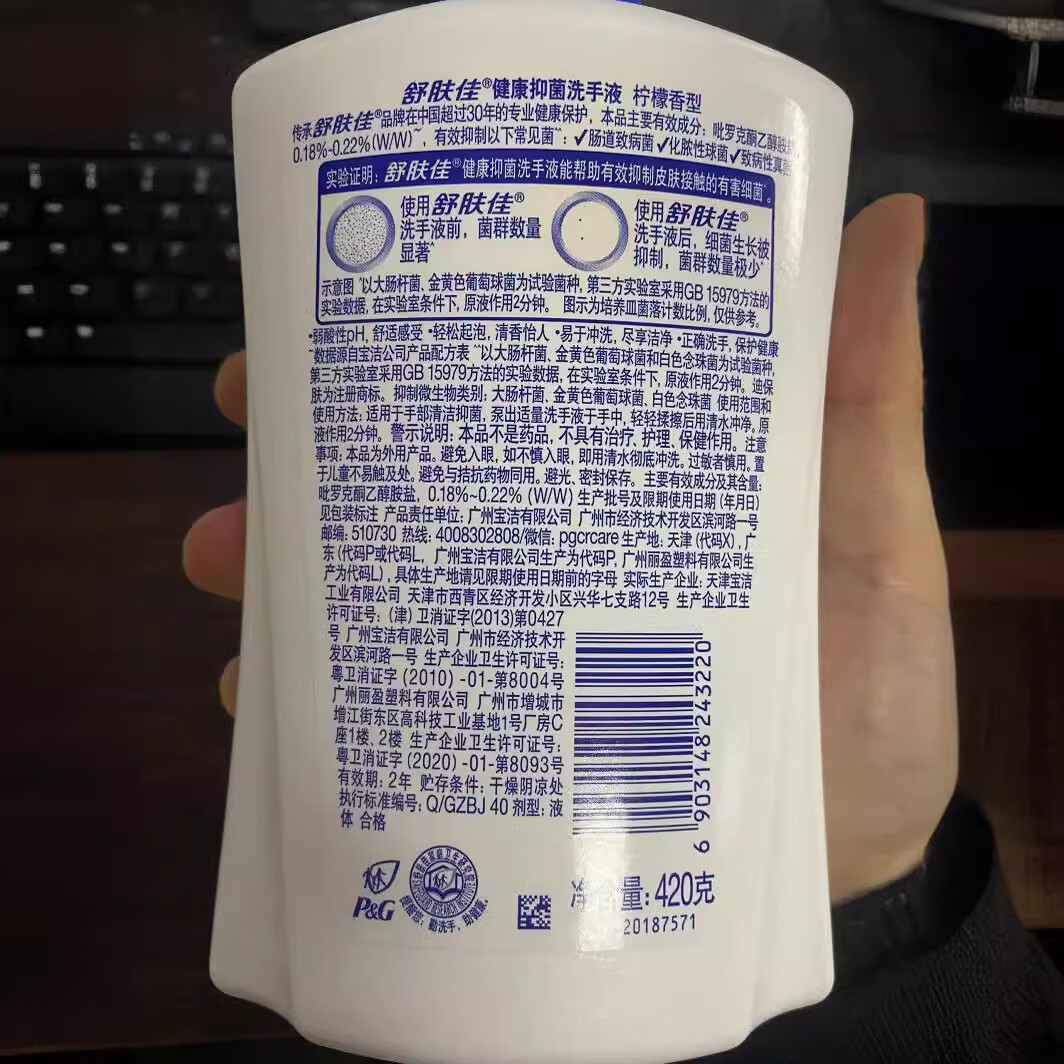 舒肤佳®健康抑菌洗手液 柠檬香型
传承舒肤佳®品牌在中国超过30年的专业健康保护，本品主要有效成分：吡罗克酮乙醇胺盐
0.18%~0.22%(W/W)~，有效抑制以下常见菌^^：✓肠道致病菌✓化脓性球菌✓致病性真菌
实验证明：舒肤佳®健康抑菌洗手液能帮助有效抑制皮肤接触的有害细菌^。
使用舒肤佳®
洗手液前，菌群数量
显著^
使用舒肤佳®
洗手液后，细菌生长被
抑制，菌群数量极少^
示意图 ^以大肠杆菌、金黄色葡萄球菌为试验菌种，第三方实验室采用GB 15979方法的
实验数据，在实验室条件下，原液作用2分钟。 图示为培养皿菌落计数比例，仅供参考。
•弱酸性pH，舒适感受 •轻松起泡，清香怡人 •易于冲洗，尽享洁净 •正确洗手，保护健康
~数据源自宝洁公司产品配方表 ^^以大肠杆菌、金黄色葡萄球菌和白色念珠菌为试验菌种，
第三方实验室采用GB 15979方法的实验数据，在实验室条件下，原液作用2分钟。迪保
肤为注册商标。抑制微生物类别：大肠杆菌、金黄色葡萄球菌、白色念珠菌 使用范围和
使用方法：适用于手部清洁抑菌，泵出适量洗手液于手中，轻轻揉擦后用清水冲净。原
液作用2分钟。警示说明：本品不是药品，不具有治疗、护理、保健作用。注意
事项：本品为外用产品。避免入眼，如不慎入眼，即用清水彻底冲洗。过敏者慎用。置
于儿童不易触及处。避免与拮抗药物同用。避光、密封保存。主要有效成分及其含量：
吡罗克酮乙醇胺盐，0.18%~0.22% (W/W) 生产批号及限期使用日期 (年月日)
见包装标注 产品责任单位：广州宝洁有限公司 广州市经济技术开发区滨河路一号
邮编：510730 热线：4008302808/微信：pgcrcare 生产地：天津 (代码X)，广
东 (代码P或代码L，广州宝洁有限公司生产为代码P，广州丽盈塑料有限公司生
产为代码L)，具体生产地请见限期使用日期前的字母 实际生产企业：天津宝洁
工业有限公司 天津市西青区经济开发小区兴华七支路12号 生产企业卫生
许可证号：(津) 卫消证字(2013)第0427
号 广州宝洁有限公司 广州市经济技术开
发区滨河路一号 生产企业卫生许可证号：
粤卫消证字 (2010) -01-第8004号
广州丽盈塑料有限公司 广州市增城市
增江街东区高科技工业基地1号厂房C
座1楼、2楼 生产企业卫生许可证号：
粤卫消证字 (2020) -01-第8093号
有效期：2年 贮存条件：干燥阴凉处
执行标准编号：Q/GZBJ 40 剂型：液
体 合格
6 903148 243220
P&G
提醒您：勤洗手，助健康。
净含量：420克
20187571